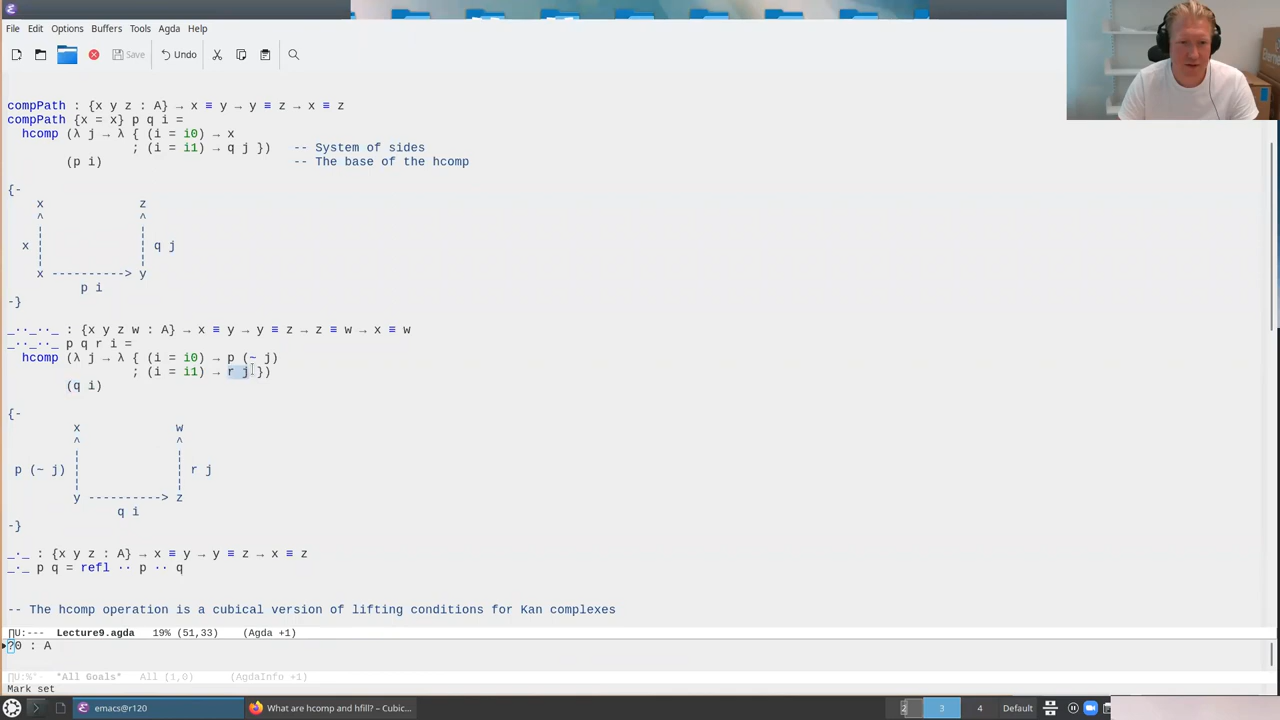 File Edit Options Buffers Tools Agda Help
Save Undo
compPath : {x y z : A} → x ≡ y → y ≡ z → x ≡ z
compPath {x = x} p q i =
hcomp (λ j → λ { (i = i0) → x
; (i = i1) → q j }) -- System of sides
(p i) -- The base of the hcomp
{-
x z
^ ^
x q j
x ----------> y
p i
-}
_··_··_ : {x y z w : A} → x ≡ y → y ≡ z → z ≡ w → x ≡ w
_··_··_ p q r i =
hcomp (λ j → λ { (i = i0) → p (~ j)
; (i = i1) → r j })
(q i)
{-
x w
^ ^
p (~ j) r j
y ----------> z
q i
-}
_·_ : {x y z : A} → x ≡ y → y ≡ z → x ≡ z
_·_ p q = refl ·· p ·· q
-- The hcomp operation is a cubical version of lifting conditions for Kan complexes
∏U:--- Lecture9.agda 19% (51,33) (Agda +1)
?0 : A
∏U:%*- *All Goals* All (1,0) (AgdaInfo +1)
Mark set
emacs@r120 What are hcomp and hfill? – Cubic... 2 3 4 Default